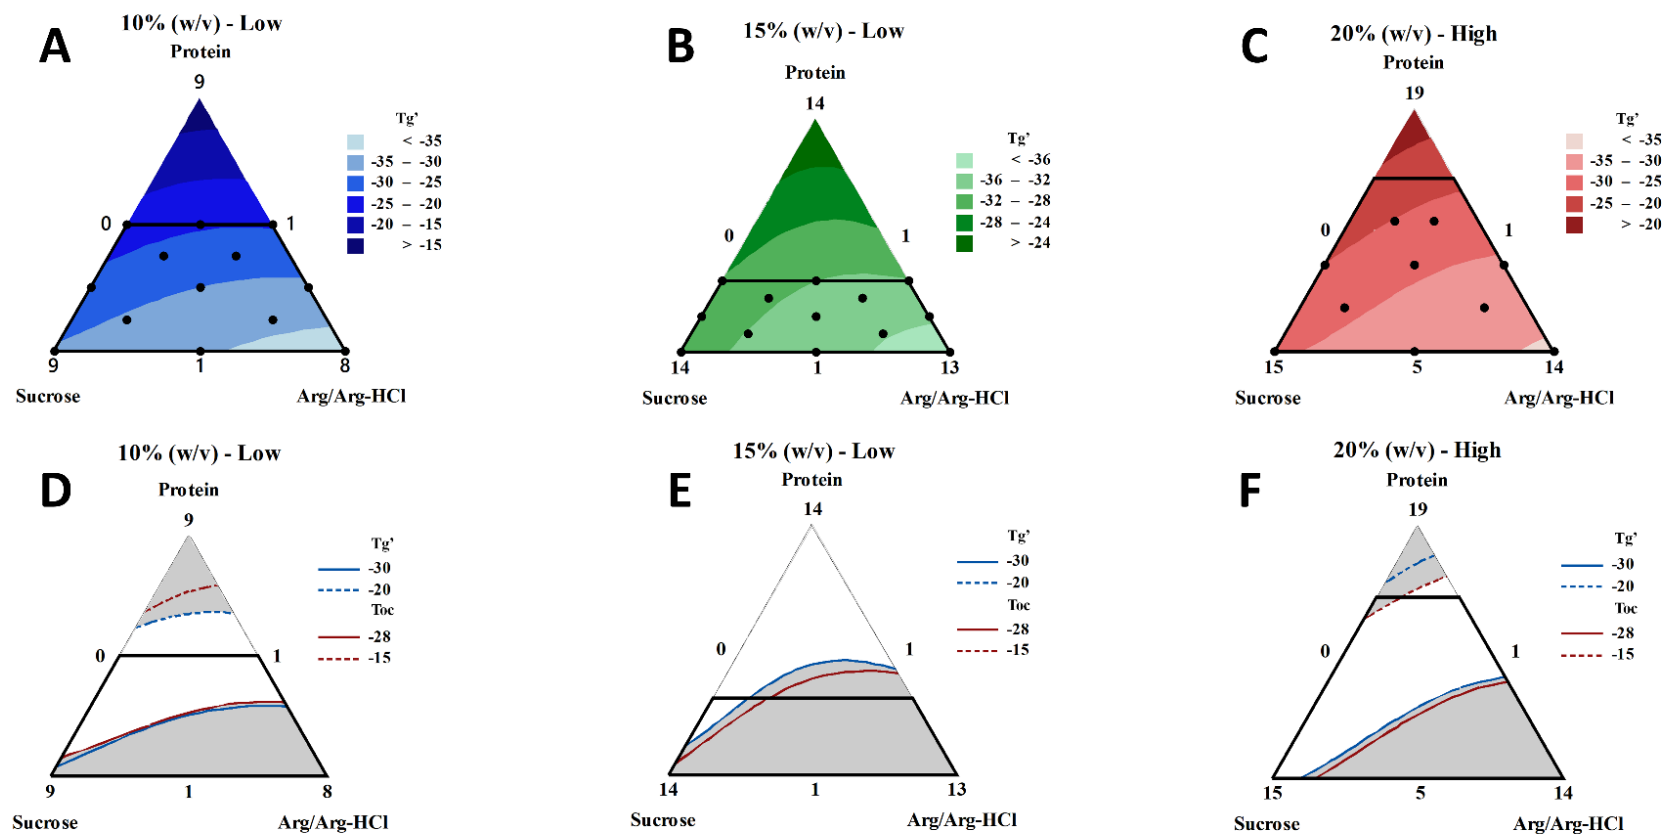 A
10% (w/v) - Low
Protein
9
Tg'
< -35
-35 – -30
-30 – -25
-25 – -20
-20 – -15
> -15
0
1
9
1
8
Sucrose
Arg/Arg-HCl
B
15% (w/v) - Low
Protein
14
Tg'
< -36
-36 – -32
-32 – -28
-28 – -24
> -24
0
1
14
1
13
Sucrose
Arg/Arg-HCl
C
20% (w/v) - High
Protein
19
Tg'
< -35
-35 – -30
-30 – -25
-25 – -20
> -20
0
1
15
5
14
Sucrose
Arg/Arg-HCl
D
10% (w/v) - Low
Protein
9
Tg'
-30
-20
Toc
-28
-15
0
1
9
1
8
Sucrose
Arg/Arg-HCl
E
15% (w/v) - Low
Protein
14
Tg'
-30
-20
Toc
-28
-15
0
1
14
1
13
Sucrose
Arg/Arg-HCl
F
20% (w/v) - High
Protein
19
Tg'
-30
-20
Toc
-28
-15
0
1
15
5
14
Sucrose
Arg/Arg-HCl